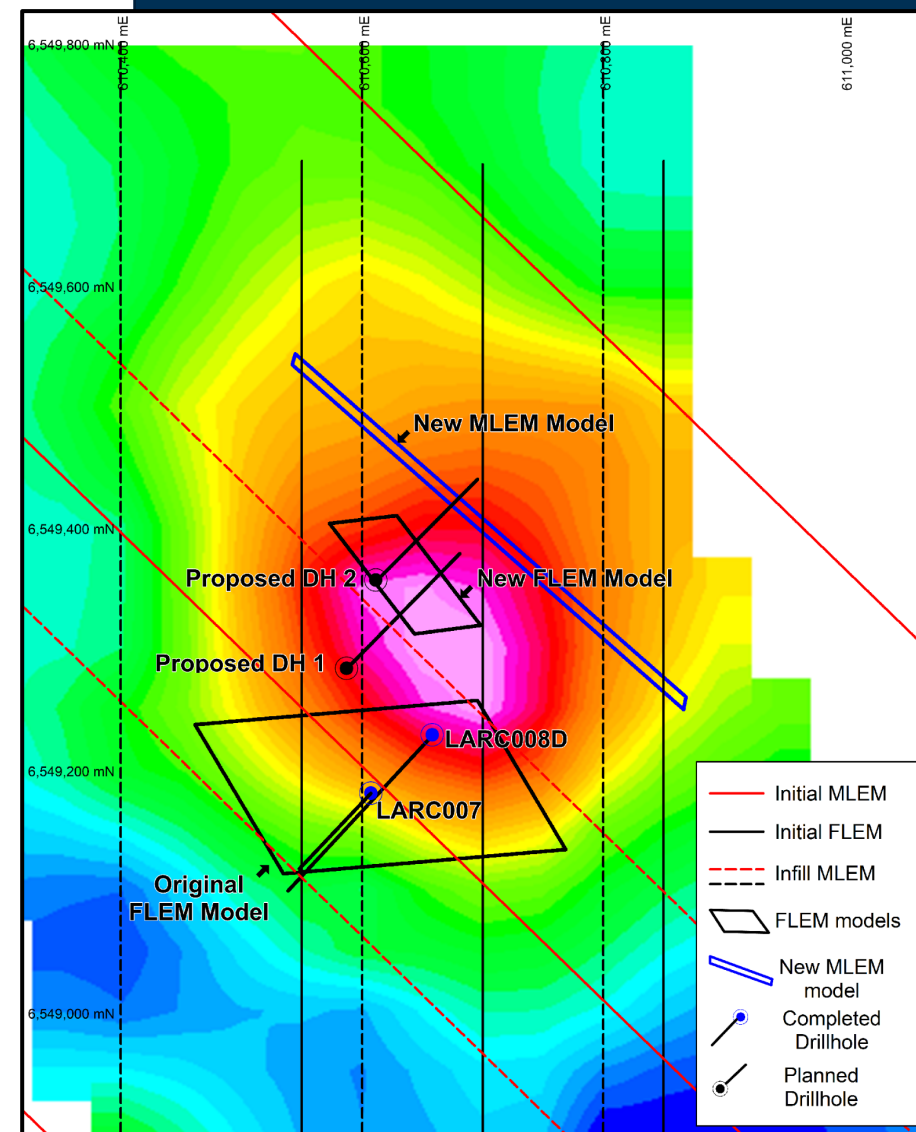 610,400 mE
610,600 mE
610,800 mE
611,000 mE
6,549,800 mN
6,549,600 mN
6,549,400 mN
6,549,200 mN
6,549,000 mN
New MLEM Model
Proposed DH 2
New FLEM Model
Proposed DH 1
LARC008D
LARC007
Original
FLEM Model
Initial MLEM
Initial FLEM
Infill MLEM
FLEM models
New MLEM
model
Completed
Drillhole
Planned
Drillhole